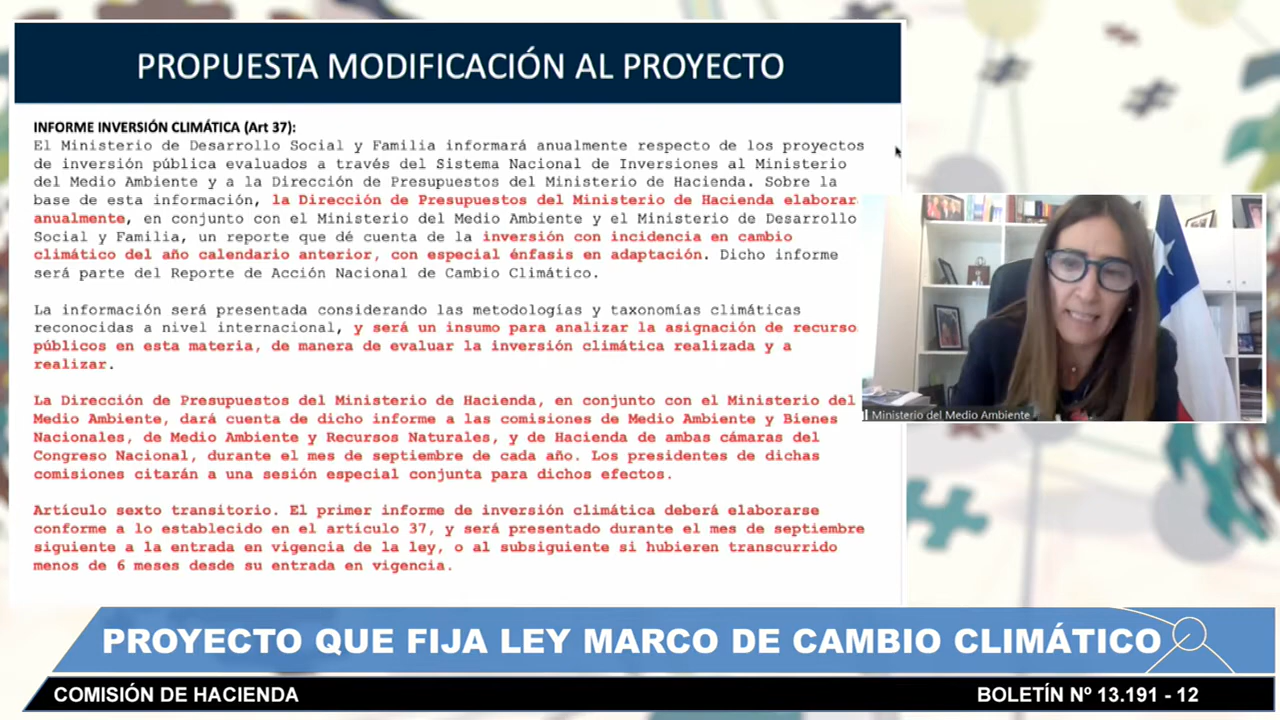 PROPUESTA MODIFICACIÓN AL PROYECTO
INFORME INVERSIÓN CLIMÁTICA (Art 37):
El Ministerio de Desarrollo Social y Familia informará anualmente respecto de los proyectos
de inversión pública evaluados a través del Sistema Nacional de Inversiones al Ministerio
del Medio Ambiente y a la Dirección de Presupuestos del Ministerio de Hacienda. Sobre la
base de esta información, la Dirección de Presupuestos del Ministerio de Hacienda elaborar
anualmente, en conjunto con el Ministerio del Medio Ambiente y el Ministerio de Desarrollo
Social y Familia, un reporte que dé cuenta de la inversión con incidencia en cambio
climático del año calendario anterior, con especial énfasis en adaptación. Dicho informe
será parte del Reporte de Acción Nacional de Cambio Climático.
La información será presentada considerando las metodologías y taxonomías climáticas
reconocidas a nivel internacional, y será un insumo para analizar la asignación de recurso
públicos en esta materia, de manera de evaluar la inversión climática realizada y a
realizar.
La Dirección de Presupuestos del Ministerio de Hacienda, en conjunto con el Ministerio del
Medio Ambiente, dará cuenta de dicho informe a las comisiones de Medio Ambiente y Bienes
Nacionales, de Medio Ambiente y Recursos Naturales, y de Hacienda de ambas cámaras del
Congreso Nacional, durante el mes de septiembre de cada año. Los presidentes de dichas
comisiones citarán a una sesión especial conjunta para dichos efectos.
Artículo sexto transitorio. El primer informe de inversión climática deberá elaborarse
conforme a lo establecido en el articulo 37, y será presentado durante el mes de septiembre
siguiente a la entrada en vigencia de la ley, o al subsiguiente si hubieren transcurrido
menos de 6 meses desde su entrada en vigencia.
Ministerio del Medio Ambiente
PROYECTO QUE FIJA LEY MARCO DE CAMBIO CLIMÁTICO
COMISIÓN DE HACIENDA
BOLETÍN Nº 13.191 - 12